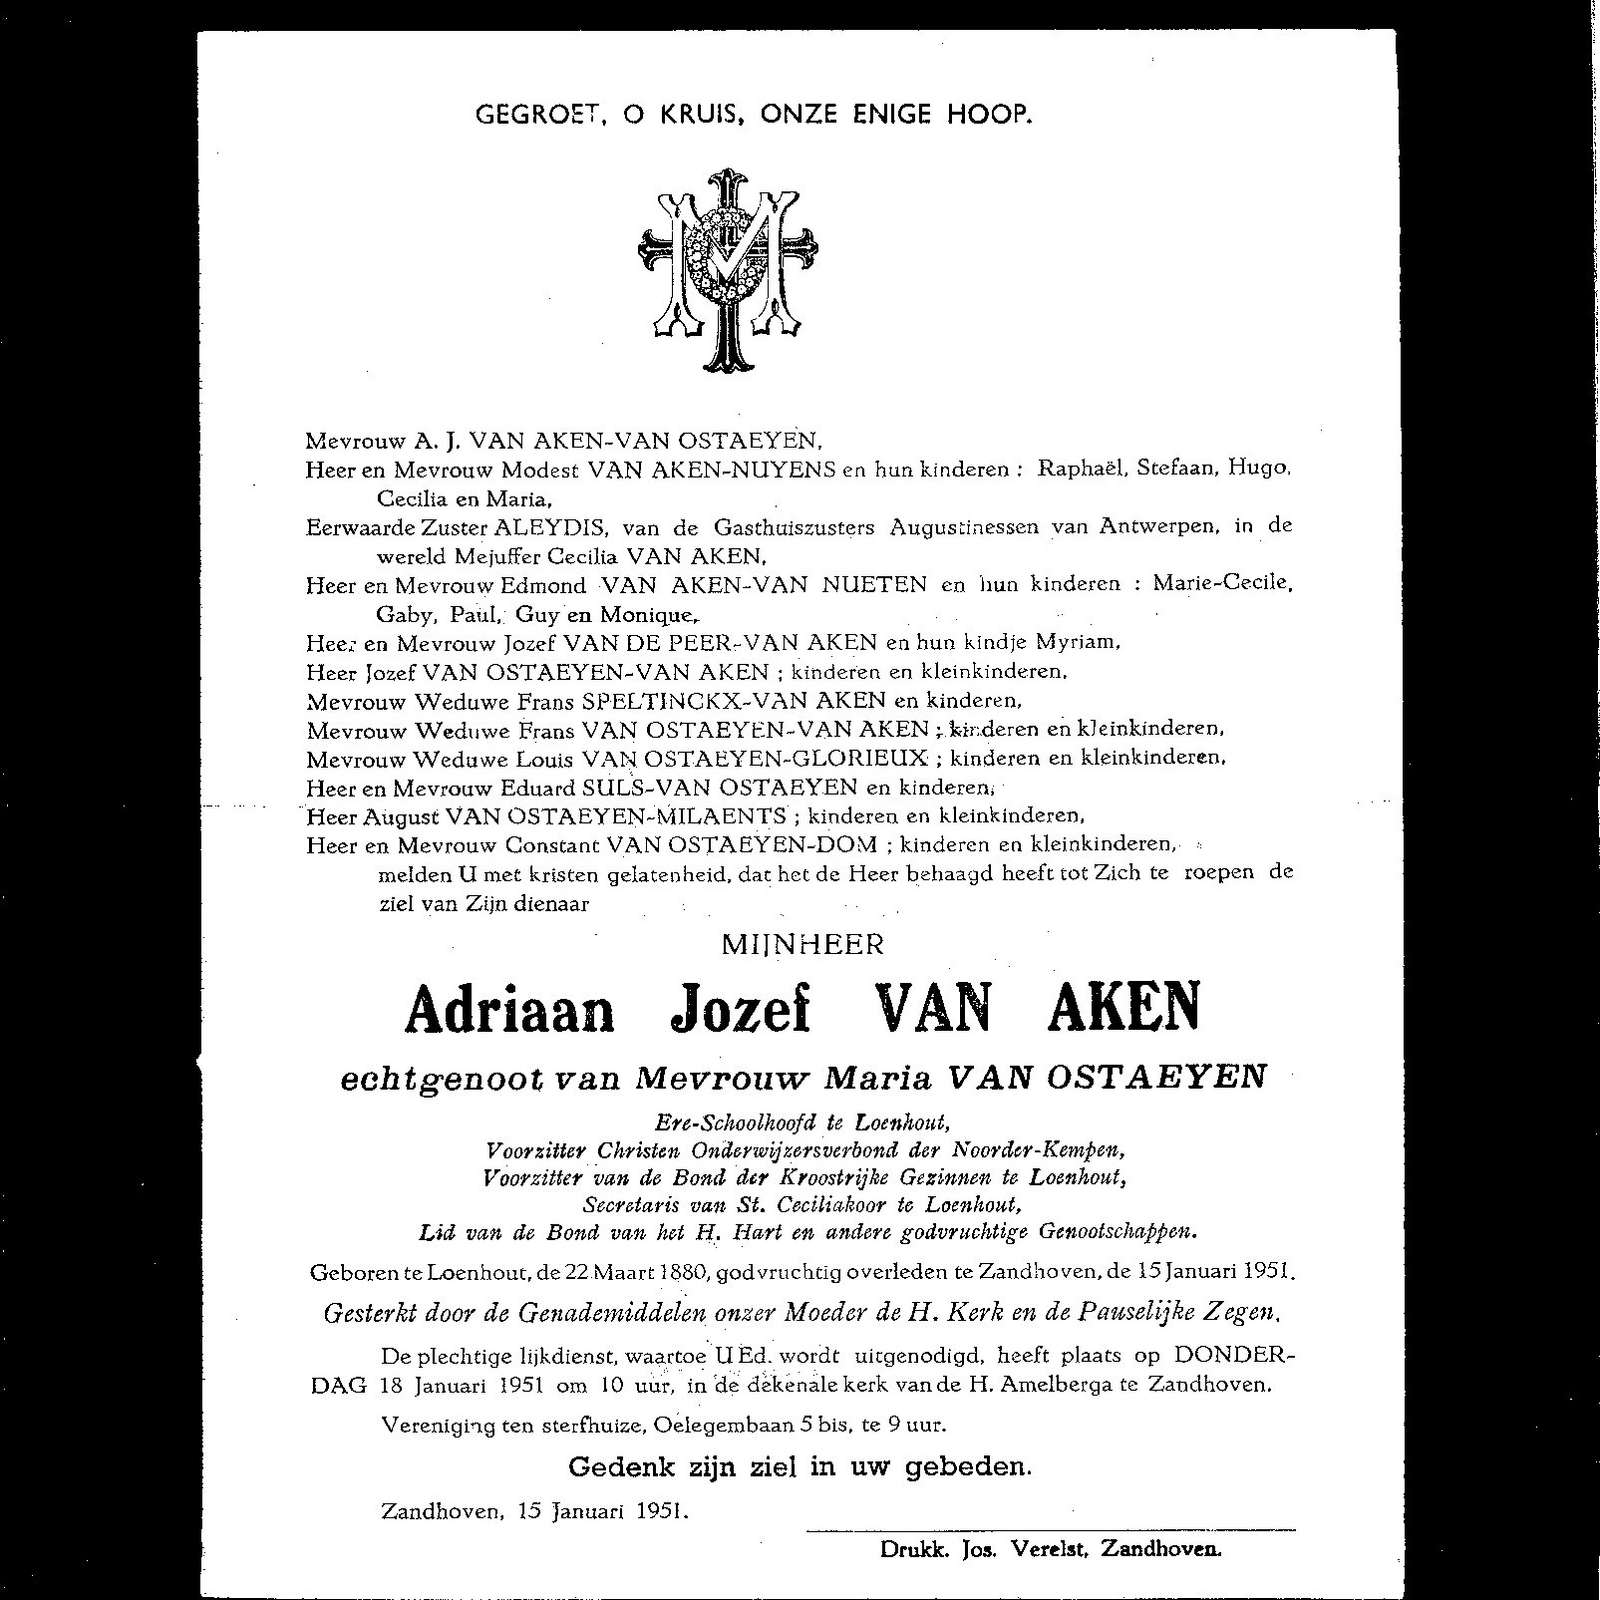 GEGROET, O KRUIS, ONZE ENIGE HOOP.
M
Mevrouw A. J. VAN AKEN-VAN OSTAEYEN,
Heer en Mevrouw Modest VAN AKEN-NUYENS en hun kinderen : Raphaël, Stefaan, Hugo,
Cecilia en Maria,
Eerwaarde Zuster ALEYDIS, van de Gasthuiszusters Augustinessen van Antwerpen, in de
wereld Mejuffer Cecilia VAN AKEN,
Heer en Mevrouw Edmond VAN AKEN-VAN NUETEN en hun kinderen : Marie-Cecile,
Gaby, Paul, Guy en Monique,
Heer en Mevrouw Jozef VAN DE PEER-VAN AKEN en hun kindje Myriam,
Heer Jozef VAN OSTAEYEN-VAN AKEN ; kinderen en kleinkinderen,
Mevrouw Weduwe Frans SPELTINCKX-VAN AKEN en kinderen,
Mevrouw Weduwe Frans VAN OSTAEYEN-VAN AKEN ; kinderen en kleinkinderen,
Mevrouw Weduwe Louis VAN OSTAEYEN-GLORIEUX ; kinderen en kleinkinderen,
Heer en Mevrouw Eduard SULS-VAN OSTAEYEN en kinderen,
Heer August VAN OSTAEYEN-MILAENTS ; kinderen en kleinkinderen,
Heer en Mevrouw Constant VAN OSTAEYEN-DOM ; kinderen en kleinkinderen,
melden U met kristen gelatenheid, dat het de Heer behaagd heeft tot Zich te roepen de
ziel van Zijn dienaar
MIJNHEER
Adriaan Jozef VAN AKEN
echtgenoot van Mevrouw Maria VAN OSTAEYEN
Ere-Schoolhoofd te Loenhout,
Voorzitter Christen Onderwijzersverbond der Noorder-Kempen,
Voorzitter van de Bond der Kroostrijke Gezinnen te Loenhout,
Secretaris van St. Ceciliakoor te Loenhout,
Lid van de Bond van het H. Hart en andere godvruchtige Genootschappen.
Geboren te Loenhout, de 22 Maart 1880, godvruchtig overleden te Zandhoven, de 15 Januari 1951.
Gesterkt door de Genademiddelen onzer Moeder de H. Kerk en de Pauselijke Zegen.
De plechtige lijkdienst, waartoe U Ed. wordt uitgenodigd, heeft plaats op DONDER-
DAG 18 Januari 1951 om 10 uur, in de dekenale kerk van de H. Amelberga te Zandhoven.
Vereniging ten sterfhuize, Oelegembaan 5 bis, te 9 uur.
Gedenk zijn ziel in uw gebeden.
Zandhoven, 15 Januari 1951.
Drukk. Jos. Verelst, Zandhoven.